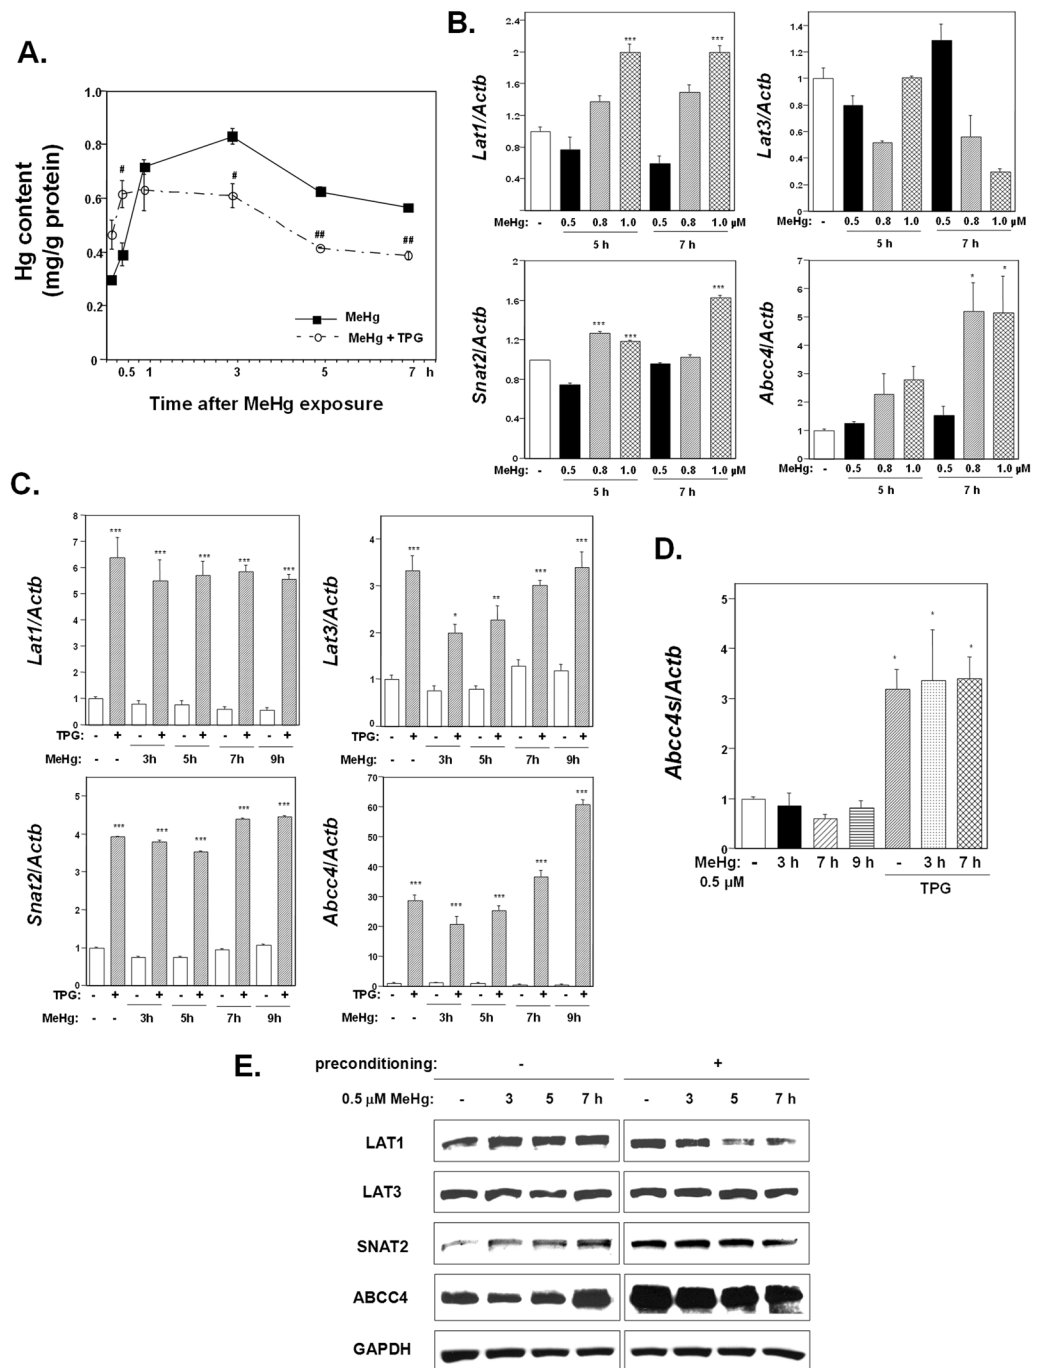 A.
Hg content
(mg/g protein)
1.0
0.8
0.6
0.4
0.2
0
#
#
##
##
MeHg
MeHg + TPG
0.5 1 3 5 7 h
Time after MeHg exposure
B.
Lat1/Actb
2.4
2
1.6
1.2
0.8
0.4
*** ***
MeHg: - 0.5 0.8 1.0 0.5 0.8 1.0 µM
5 h 7 h
Lat3/Actb
1.4
1.2
1
0.8
0.6
0.4
0.2
0
- 0.5 0.8 1.0 0.5 0.8 1.0 µM
5 h 7 h
Snat2/Actb
2
1.6
1.2
0.8
0.4
0
*** *** ***
MeHg: - 0.5 0.8 1.0 0.5 0.8 1.0
5 h 7 h
Abcc4/Actb
7
6
5
4
3
2
1
0
* *
MeHg: - 0.5 0.8 1.0 0.5 0.8 1.0 µM
5 h 7 h
C.
Lat1/Actb
8
7
6
5
4
3
2
1
0
*** *** *** *** ***
TPG: - + - + - + - + - +
MeHg: - - 3h 5h 7h 9h
Lat3/Actb
4
3
2
1
0
*** * ** *** ***
TPG: - + - + - + - + - +
MeHg: - - 3h 5h 7h 9h
Snat2/Actb
5
4
3
2
1
0
*** *** *** *** ***
TPG: - + - + - + - + - +
MeHg: - - 3h 5h 7h 9h
Abcc4/Actb
70
60
50
40
30
20
10
0
*** *** *** *** ***
TPG: - + - + - + - + - +
MeHg: - - 3h 5h 7h 9h
D.
Abcc4s/Actb
5
4
3
2
1
0
* * *
MeHg: - 3 h 7 h 9 h - 3 h 7 h
0.5 µM
TPG
E.
preconditioning: - +
0.5 µM MeHg: - 3 5 7 h - 3 5 7 h
LAT1
LAT3
SNAT2
ABCC4
GAPDH